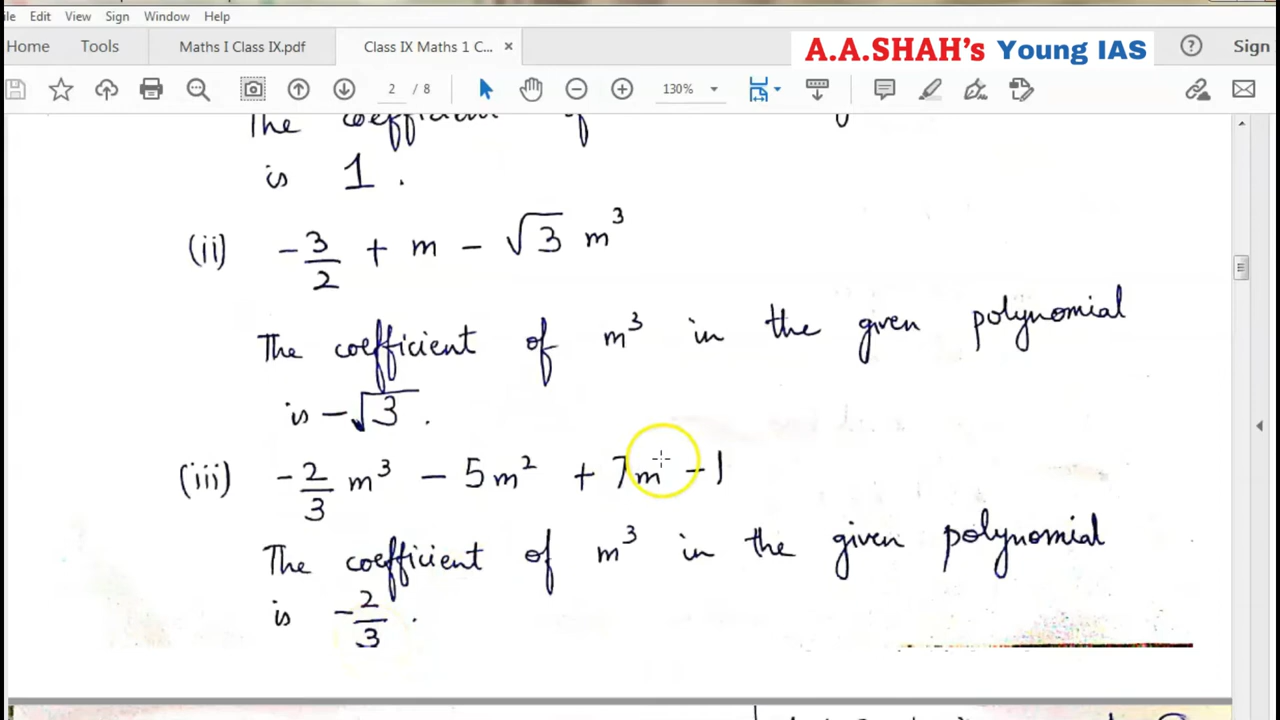 ile Edit View Sign Window Help
Home Tools Maths I Class IX.pdf Class IX Maths 1 C... × A.A.SHAH's Young IAS Sign
2 / 8 130%
The coefficient of
is 1 .
(ii) -3/2 + m - √3 m³
The coefficient of m³ in the given polynomial
is -√3 .
(iii) -2/3 m³ - 5m² + 7m - 1
The coefficient of m³ in the given polynomial
is -2/3 .